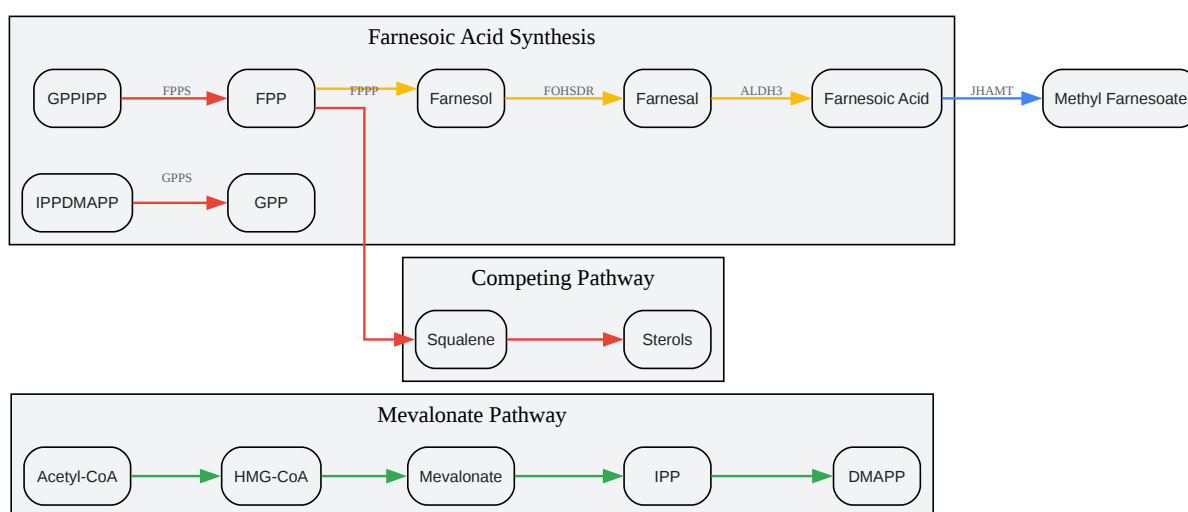 Farnesoic Acid Synthesis
GPPIPP
FPPS
FPP
FPPP
Farnesol
FOHSDR
Farnesal
ALDH3
Farnesoic Acid
JHAMT
Methyl Farnesoate
IPPDMAPP
GPPS
GPP
Competing Pathway
Squalene
Sterols
Mevalonate Pathway
Acetyl-CoA
HMG-CoA
Mevalonate
IPP
DMAPP